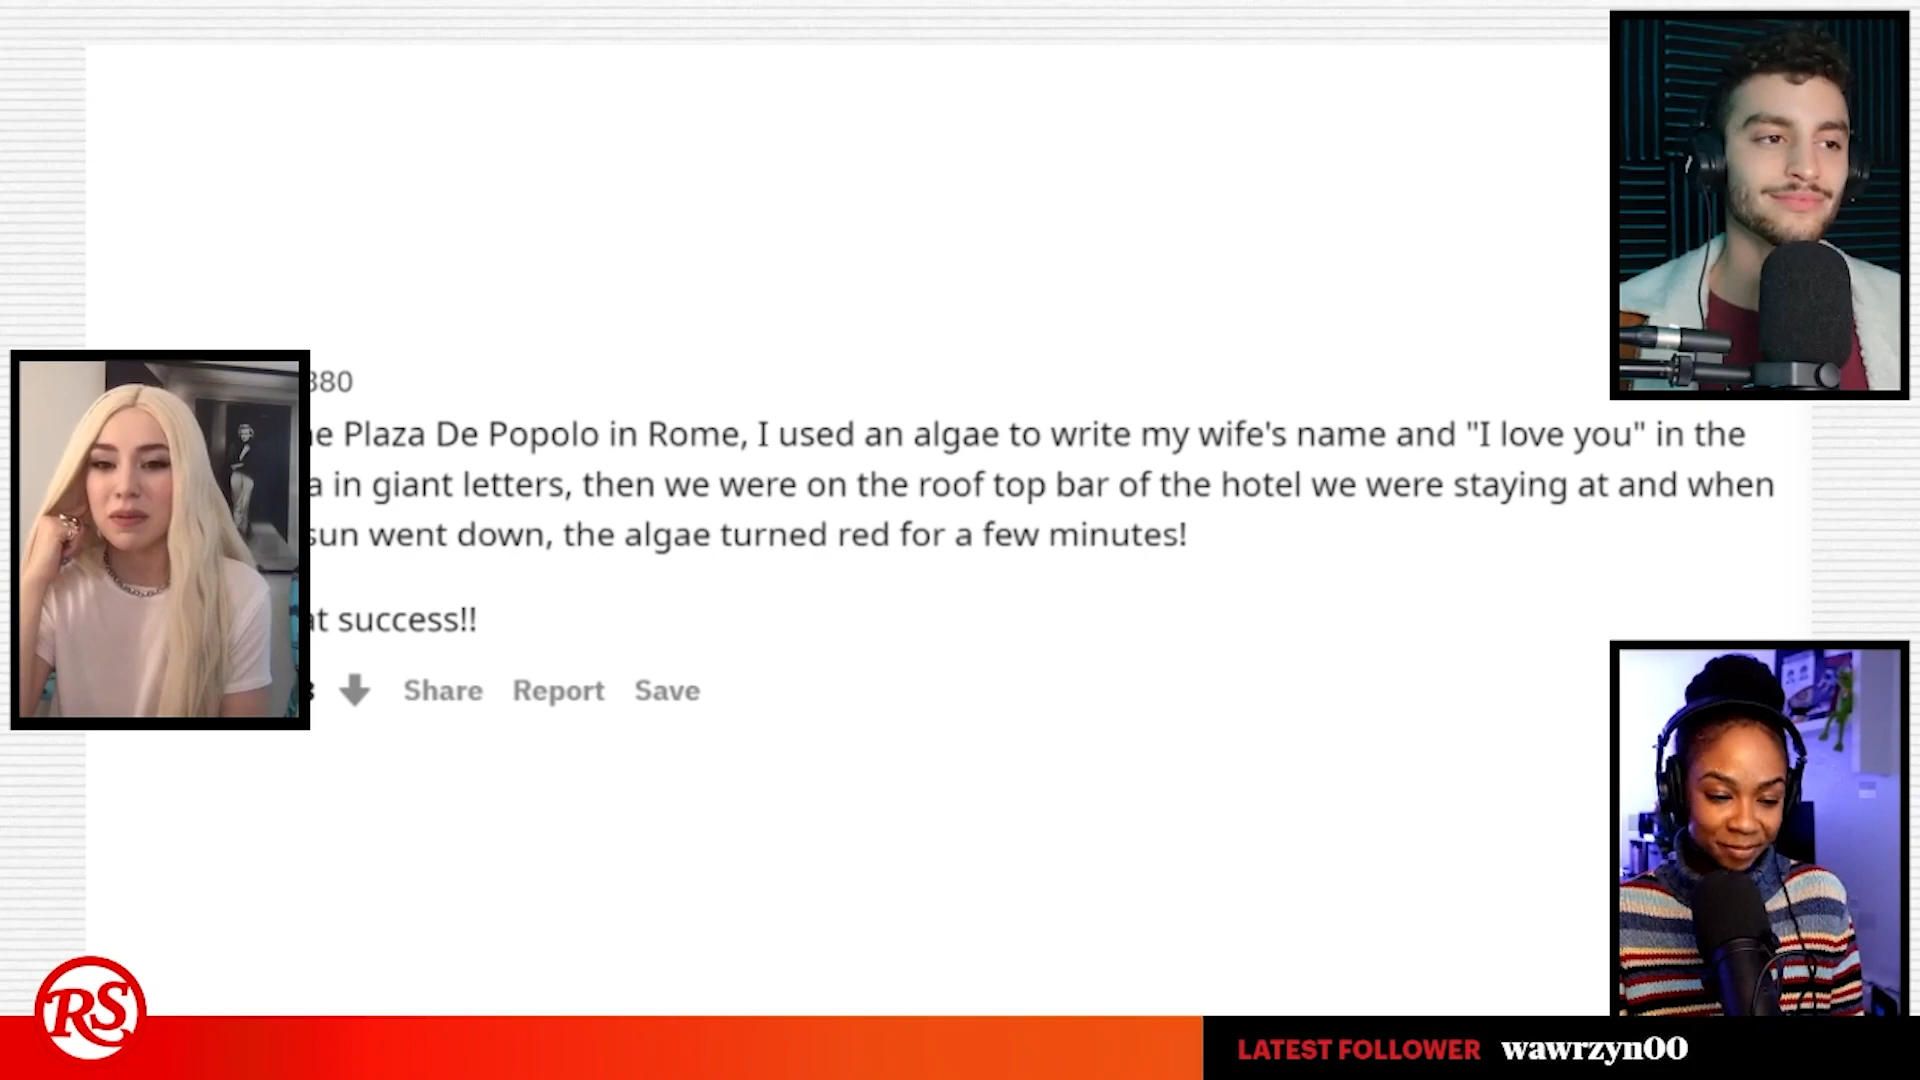 380
Plaza De Popolo in Rome, I used an algae to write my wife's name and "I love you" in the
in giant letters, then we were on the roof top bar of the hotel we were staying at and when
sun went down, the algae turned red for a few minutes!
success!!
Share Report Save
RS
LATEST FOLLOWER wawrzyn00